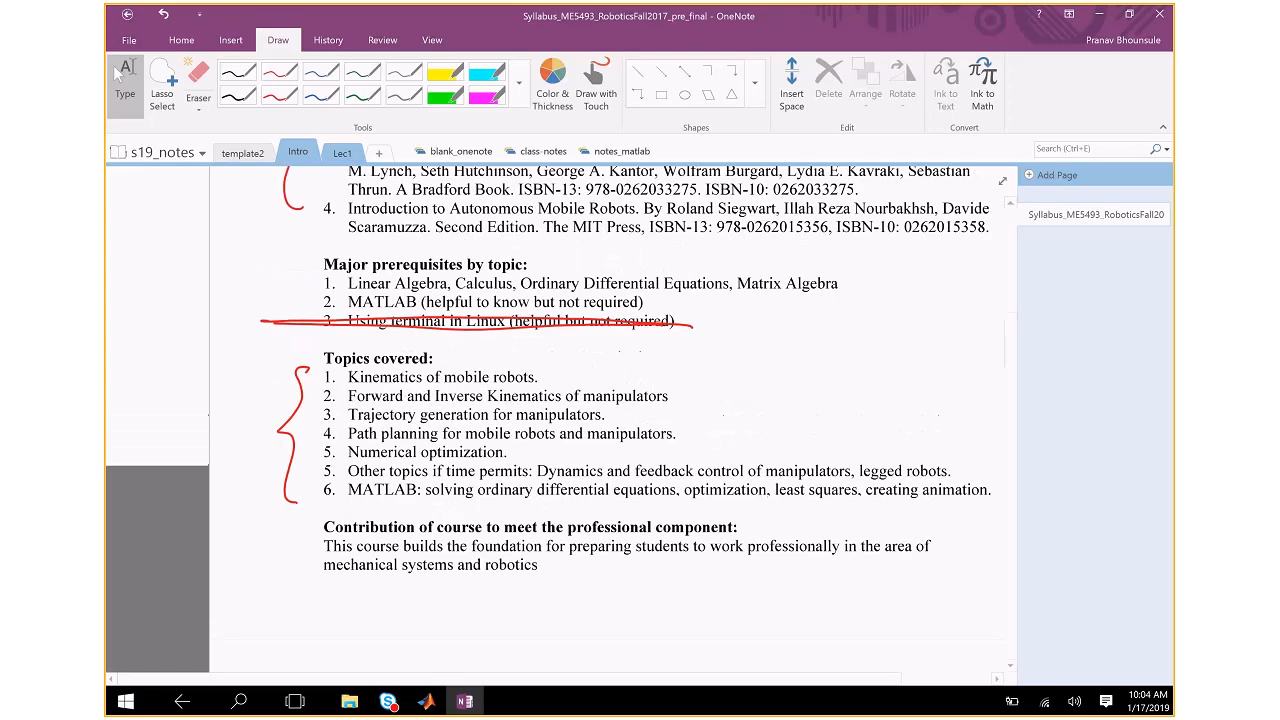 Syllabus_ME5493_RoboticsFall2017_pre_final - OneNote
File Home Insert Draw History Review View Pranav Bhounsule
Type
Lasso Select
Eraser
Color & Thickness
Draw with Touch
Insert Space
Delete
Arrange
Rotate
Ink to Text
Ink to Math
Tools Shapes Edit Convert
s19_notes template2 Intro Lec1 + blank_onenote class-notes notes_matlab Search (Ctrl+E)
Add Page
Syllabus_ME5493_RoboticsFall20
M. Lynch, Seth Hutchinson, George A. Kantor, Wolfram Burgard, Lydia E. Kavraki, Sebastian
Thrun. A Bradford Book. ISBN-13: 978-0262033275. ISBN-10: 0262033275.
4. Introduction to Autonomous Mobile Robots. By Roland Siegwart, Illah Reza Nourbakhsh, Davide
Scaramuzza. Second Edition. The MIT Press, ISBN-13: 978-0262015356, ISBN-10: 0262015358.
Major prerequisites by topic:
1. Linear Algebra, Calculus, Ordinary Differential Equations, Matrix Algebra
2. MATLAB (helpful to know but not required)
3. Using terminal in Linux (helpful but not required)
Topics covered:
1. Kinematics of mobile robots.
2. Forward and Inverse Kinematics of manipulators
3. Trajectory generation for manipulators.
4. Path planning for mobile robots and manipulators.
5. Numerical optimization.
5. Other topics if time permits: Dynamics and feedback control of manipulators, legged robots.
6. MATLAB: solving ordinary differential equations, optimization, least squares, creating animation.
Contribution of course to meet the professional component:
This course builds the foundation for preparing students to work professionally in the area of
mechanical systems and robotics
10:04 AM
1/17/2019